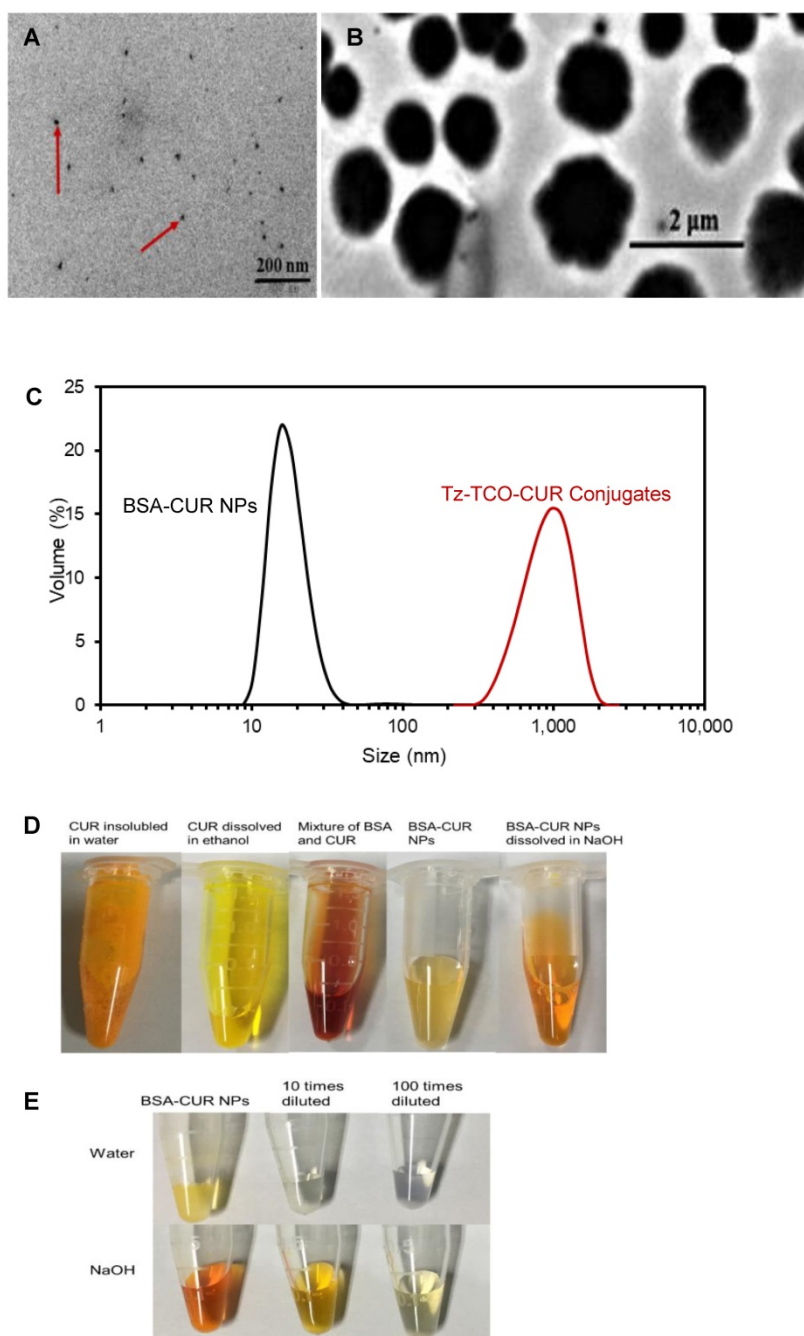 A
B
200 nm
2 µm
C
25
20
15
10
5
0
Volume (%)
BSA-CUR NPs
Tz-TCO-CUR Conjugates
1
10
100
1,000
10,000
Size (nm)
D
CUR insolubled
in water
CUR dissolved
in ethanol
Mixture of BSA
and CUR
BSA-CUR
NPs
BSA-CUR NPs
dissolved in NaOH
E
BSA-CUR NPs
10 times
diluted
100 times
diluted
Water
NaOH